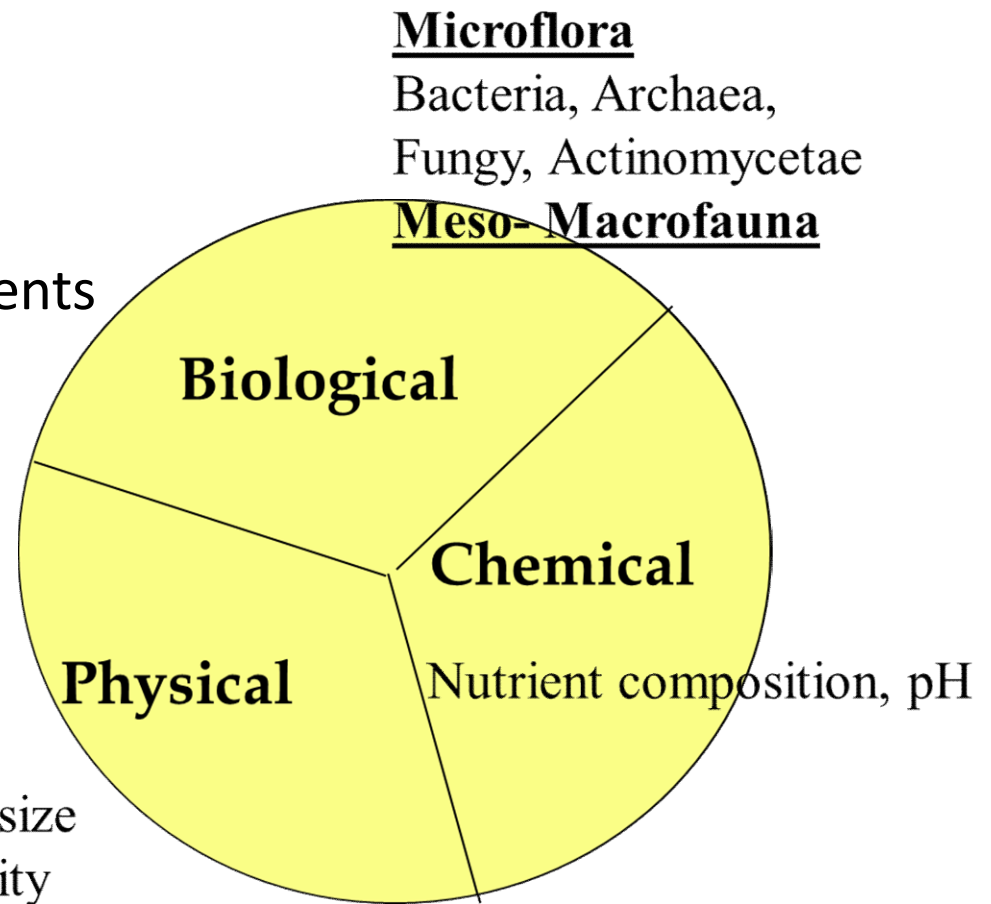 Microflora
Bacteria, Archaea,
Fungy, Actinomycetae
Meso- Macrofauna
ents
Biological
Chemical
Physical
Nutrient composition, pH
size
ity